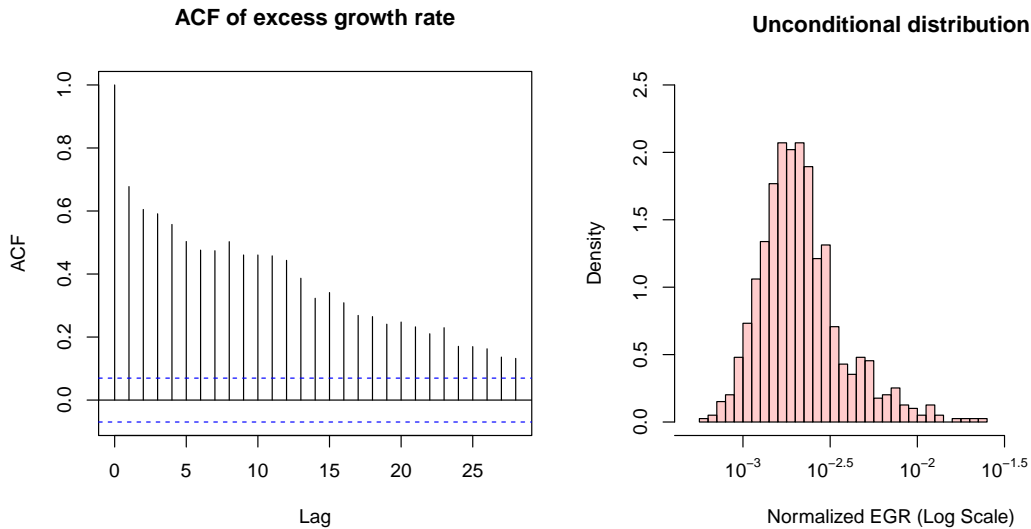 ACF of excess growth rate
1.0
0.8
0.6
0.4
0.2
0.0
ACF
0 5 10 15 20 25
Lag
Unconditional distribution
2.5
2.0
1.5
1.0
0.5
0.0
Density
10⁻³ 10⁻²·⁵ 10⁻² 10⁻¹·⁵
Normalized EGR (Log Scale)